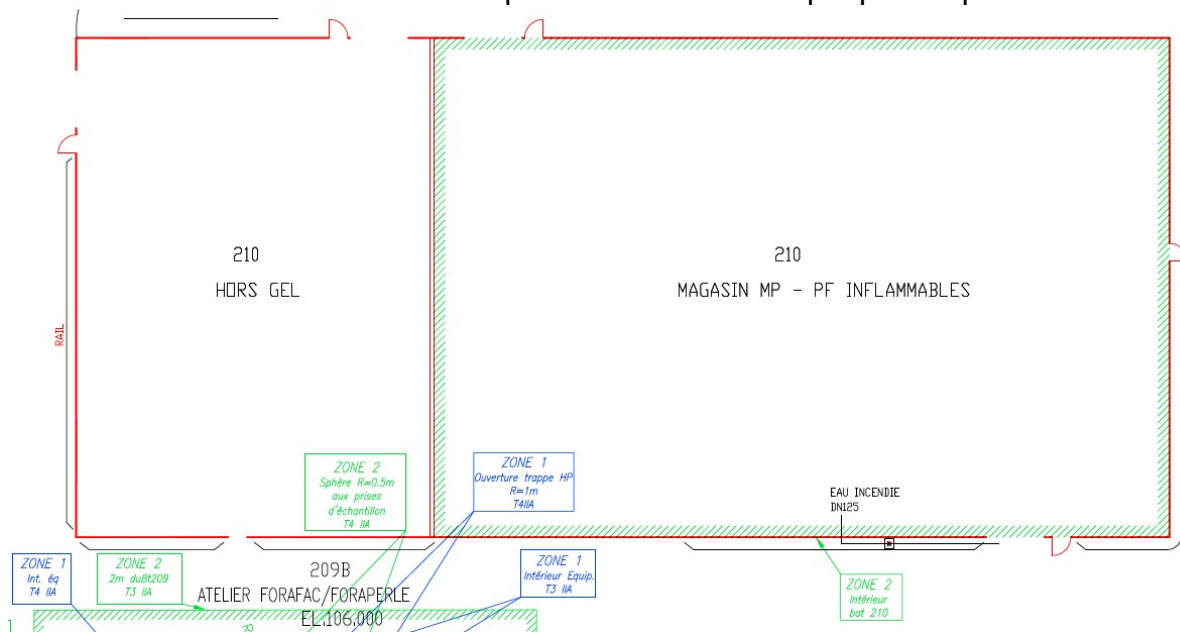 210
HORS GEL
210
MAGASIN MP - PF INFLAMMABLES
RAIL
ZONE 2
Sphère R=0.5m
aux prises
d'échantillon
T4 IIA
ZONE 1
Ouverture trappe HP
R=1m
T4IIA
EAU INCENDIE
DN125
ZONE 1
Int. éq
T4 IIA
ZONE 2
2m duBt209
T3 IIA
209B
ATELIER FORAFAC/FORAPERLE
EL.106.000
ZONE 1
Intérieur Equip.
T3 IIA
ZONE 2
Intérieur
bat 210